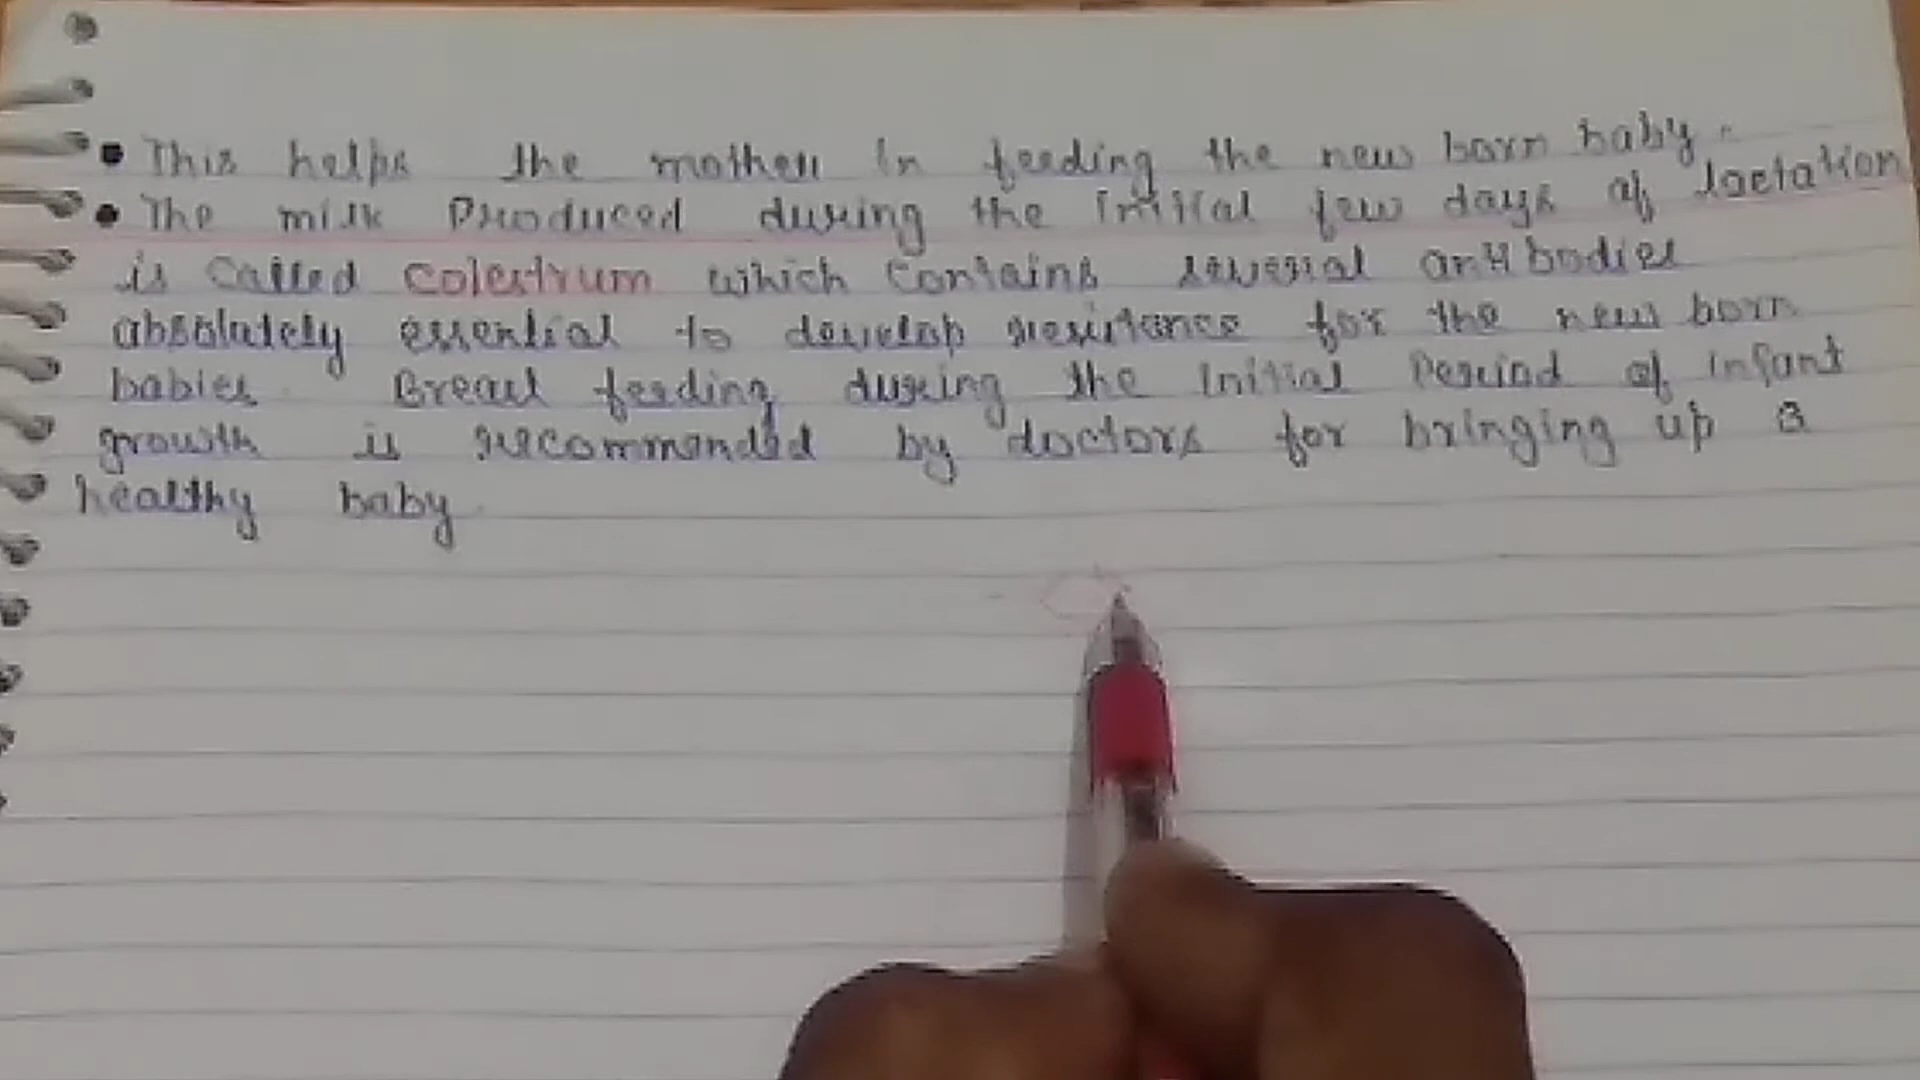 • This helps the mother in feeding the new born baby.
• The milk Produced during the initial few days of lactation
is called colestrum which contains several antibodies
absolutely essential to develop resistance for the new born
babies. Breast feeding during the initial Period of infant
growth is recommended by doctors for bringing up a
healthy baby.